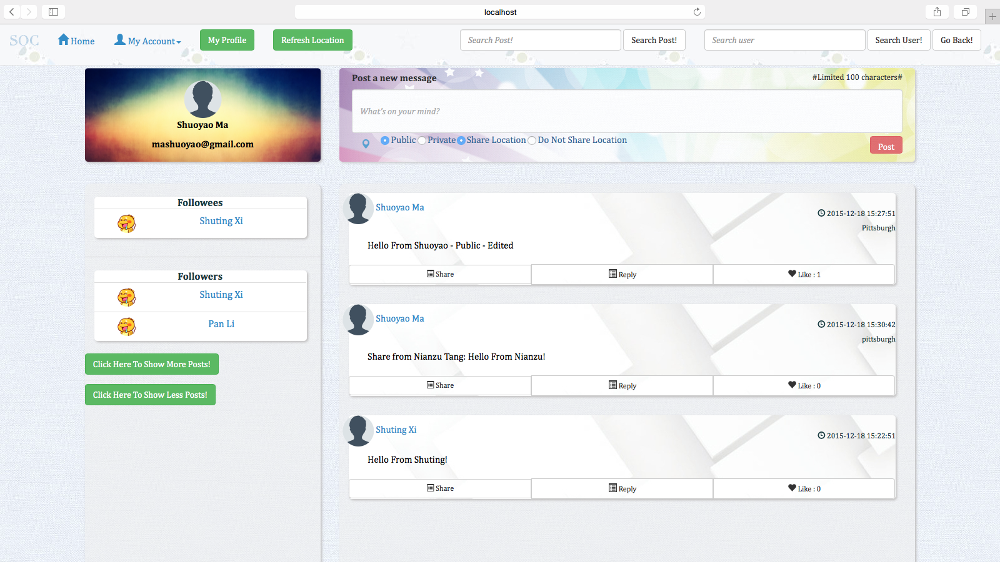 localhost
SOC Home My Account My Profile Refresh Location Search Post! Search Post! Search user Search User! Go Back!
Shuoyao Ma
mashuoyao@gmail.com
Post a new message #Limited 100 characters#
What's on your mind?
Public Private Share Location Do Not Share Location
Post
Followees
Shuting Xi
Followers
Shuting Xi
Pan Li
Click Here To Show More Posts!
Click Here To Show Less Posts!
Shuoyao Ma
2015-12-18 15:27:51
Pittsburgh
Hello From Shuoyao - Public - Edited
Share Reply Like : 1
Shuoyao Ma
2015-12-18 15:30:42
pittsburgh
Share from Nianzu Tang: Hello From Nianzu!
Share Reply Like : 0
Shuting Xi
2015-12-18 15:22:51
Hello From Shuting!
Share Reply Like : 0